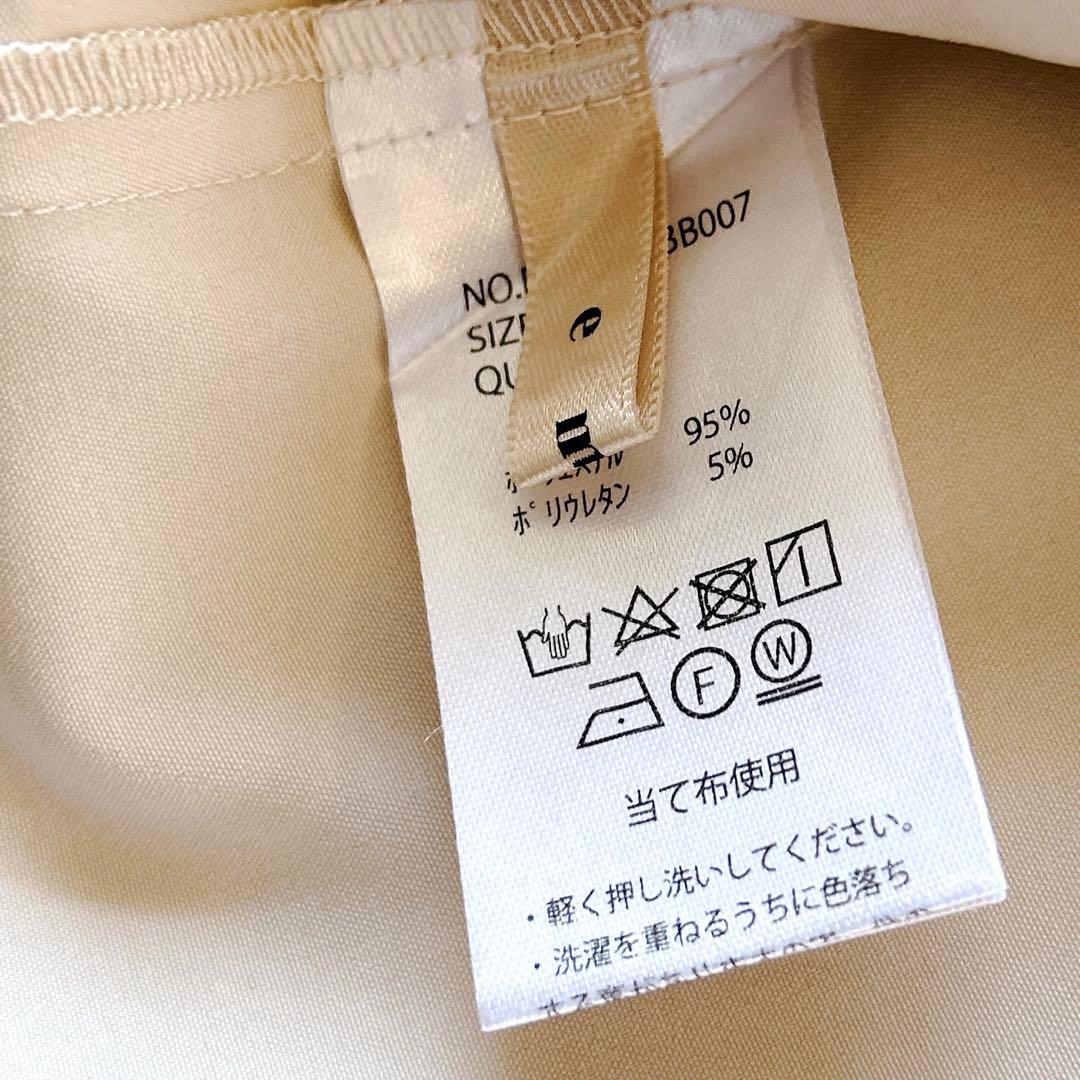 NO. BB007
SIZE
QU
95%
ポリウレタン 5%
F W
当て布使用
・軽く押し洗いしてください。
・洗濯を重ねるうちに色落ち